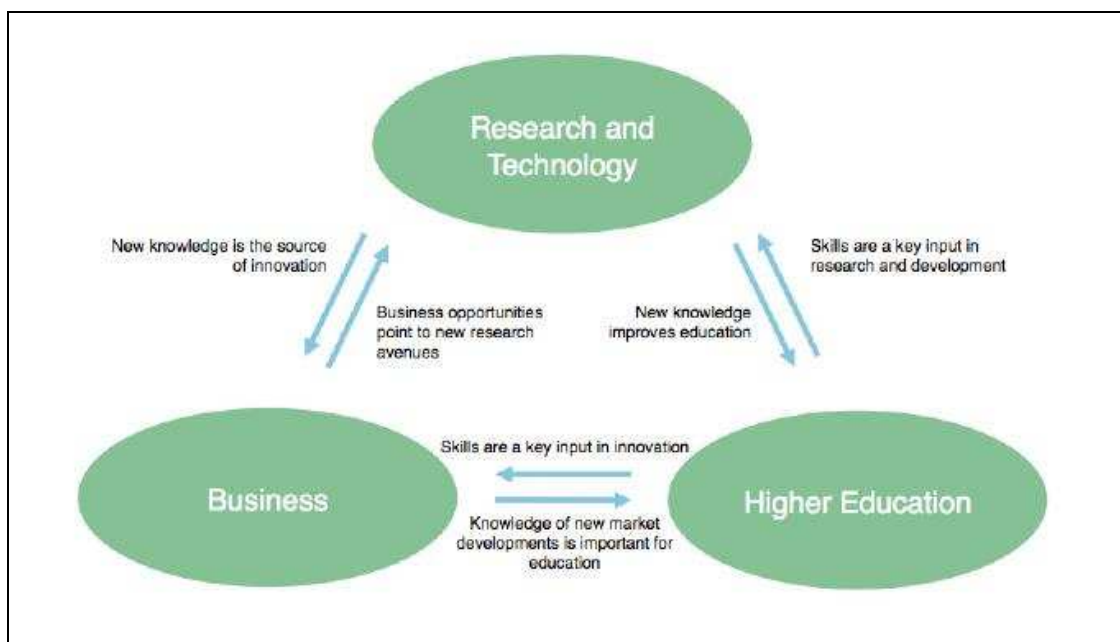 Research and
Technology
New knowledge is the source
of innovation
Skills are a key input in
research and development
Business opportunities
point to new research
avenues
New knowledge
improves education
Skills are a key input in innovation
Business
Higher Education
Knowledge of new market
developments is important for
education